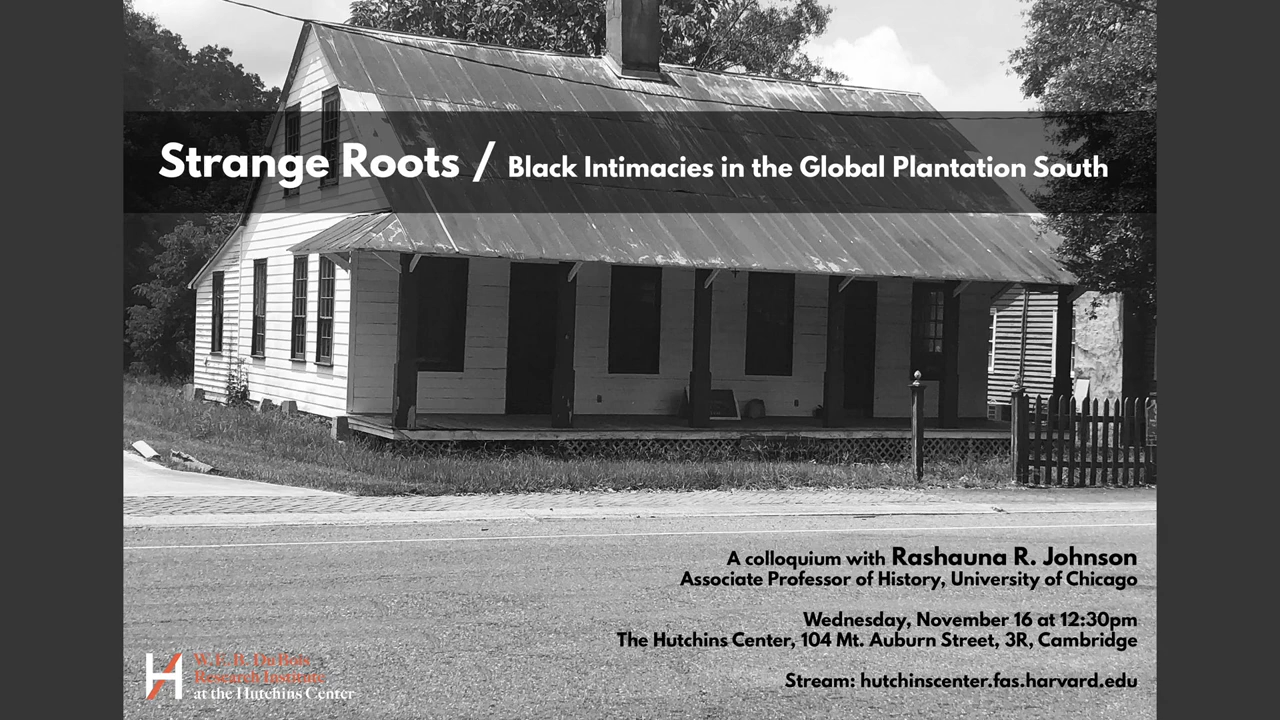 Strange Roots / Black Intimacies in the Global Plantation South
A colloquium with Rashauna R. Johnson
Associate Professor of History, University of Chicago
Wednesday, November 16 at 12:30pm
The Hutchins Center, 104 Mt. Auburn Street, 3R, Cambridge
Stream: hutchinscenter.fas.harvard.edu
H
W. E. B. Du Bois
Research Institute
at the Hutchins Center